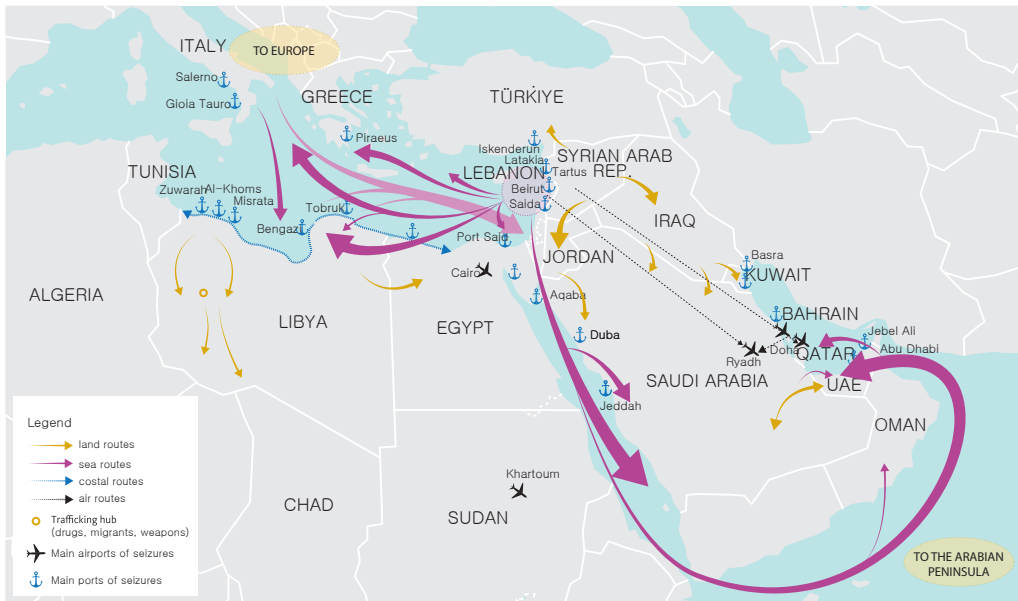 ITALY
TO EUROPE
Salerno
Gioia Tauro
GREECE
TÜRKİYE
Piraeus
Iskenderun
Latakia
SYRIAN ARAB
REP.
LEBANON
Tartus
Beirut
Saida
TUNISIA
Zuwarah
Al-Khoms
Misrata
Tobruk
Bengazi
Port Said
IRAQ
JORDAN
Cairo
Aqaba
Basra
KUWAIT
ALGERIA
LIBYA
EGYPT
Duba
BAHRAIN
Jebel Ali
Doha
QATAR
Abu Dhabi
Ryadh
SAUDI ARABIA
UAE
Jeddah
OMAN
Khartoum
CHAD
SUDAN
TO THE ARABIAN
PENINSULA
Legend
land routes
sea routes
costal routes
air routes
Trafficking hub
(drugs, migrants, weapons)
Main airports of seizures
Main ports of seizures